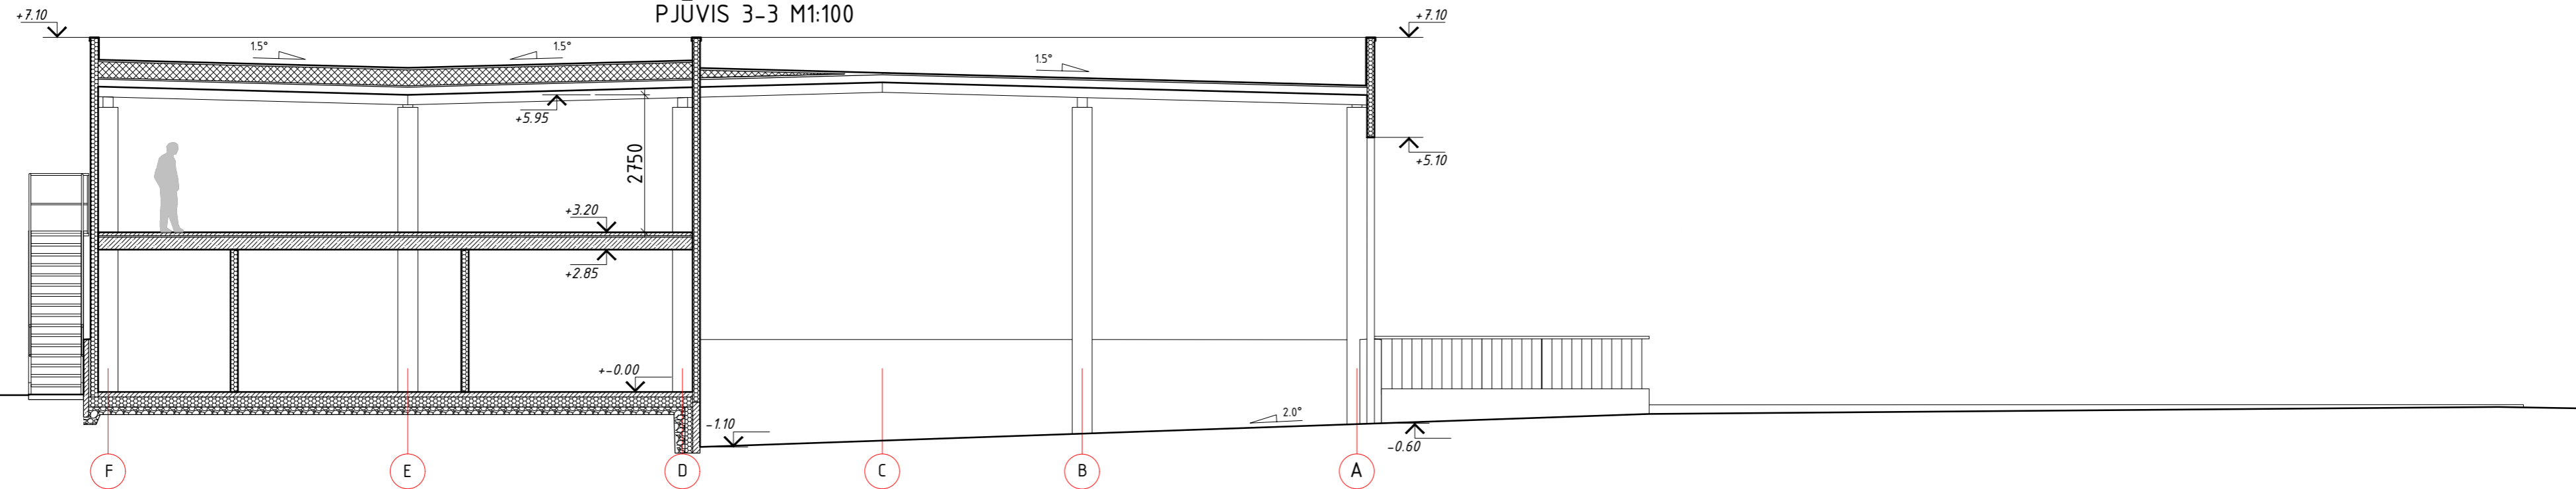 PJŪVIS 3-3 M1:100
+7.10
+7.10
1.5°
1.5°
1.5°
+5.95
2750
+5.10
+3.20
+2.85
+-0.00
-1.10
2.0°
-0.60
F
E
D
C
B
A